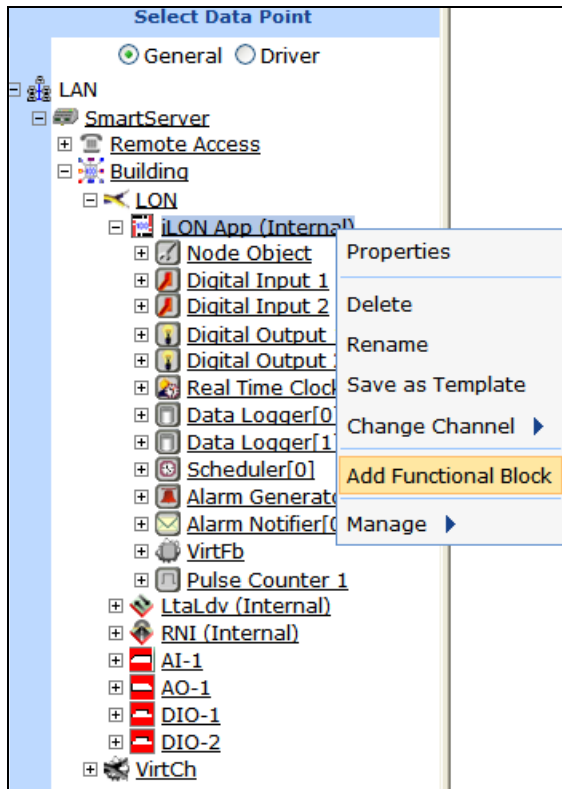 Select Data Point
General Driver
LAN
SmartServer
Remote Access
Building
LON
iLON App (Internal)
Node Object
Digital Input 1
Digital Input 2
Digital Output
Digital Output
Real Time Clock
Data Logger[0]
Data Logger[1]
Scheduler[0]
Alarm
Alarm Notifier[0
VirtFb
Pulse Counter 1
LtaLdv (Internal)
RNI (Internal)
AI-1
AO-1
DIO-1
DIO-2
VirtCh
Properties
Delete
Rename
Save as Template
Change Channel
Add Functional Block
Manage